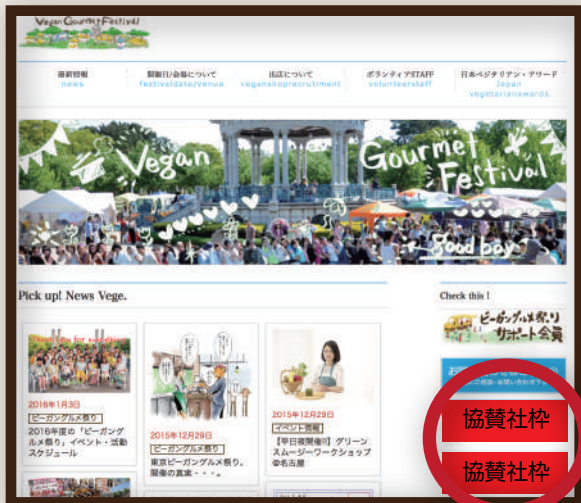 Vegan Gourmet Festival
最新情報
news
開催日/会場について
festivaldate/venue
出店について
veganshoprecrutiment
ボランティアSTAFF
volunteerstaff
日本ベジタリアン・アワード
Japan
vegetarianawards
Vegan
Gourmet
Festival
good day
Pick up! News Vege.
Check this !
2016年1月3日
ビーガングルメ祭り
2016年度の「ビーガング
ルメ祭り」イベント・活動
スケジュール
2015年12月29日
ビーガングルメ祭り
東京ビーガングルメ祭り。
開催の真実・・・。
2015年12月29日
イベント情報
【平日夜開催!!】グリーン
スムージーワークショップ
@名古屋
ビーガングルメ祭り
サポート会員
協賛社枠
協賛社枠